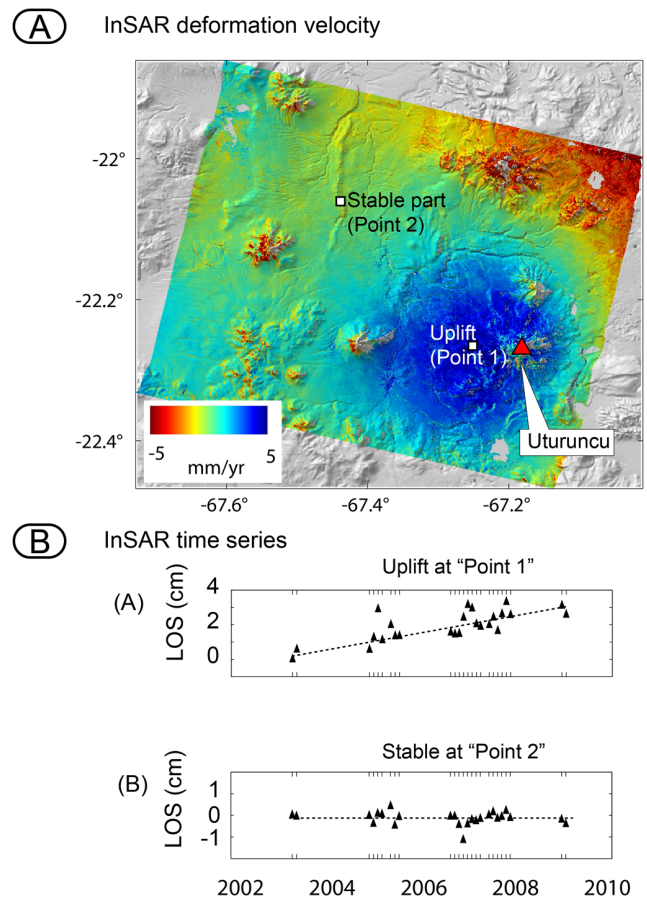 A InSAR deformation velocity
-22°
Stable part
(Point 2)
-22.2°
Uplift
(Point 1)
-22.4°
Uturuncu
-5 5
mm/yr
-67.6° -67.4° -67.2°
B InSAR time series
Uplift at “Point 1”
(A)
LOS (cm)
4
2
0
Stable at “Point 2”
(B)
LOS (cm)
1
0
-1
2002 2004 2006 2008 2010